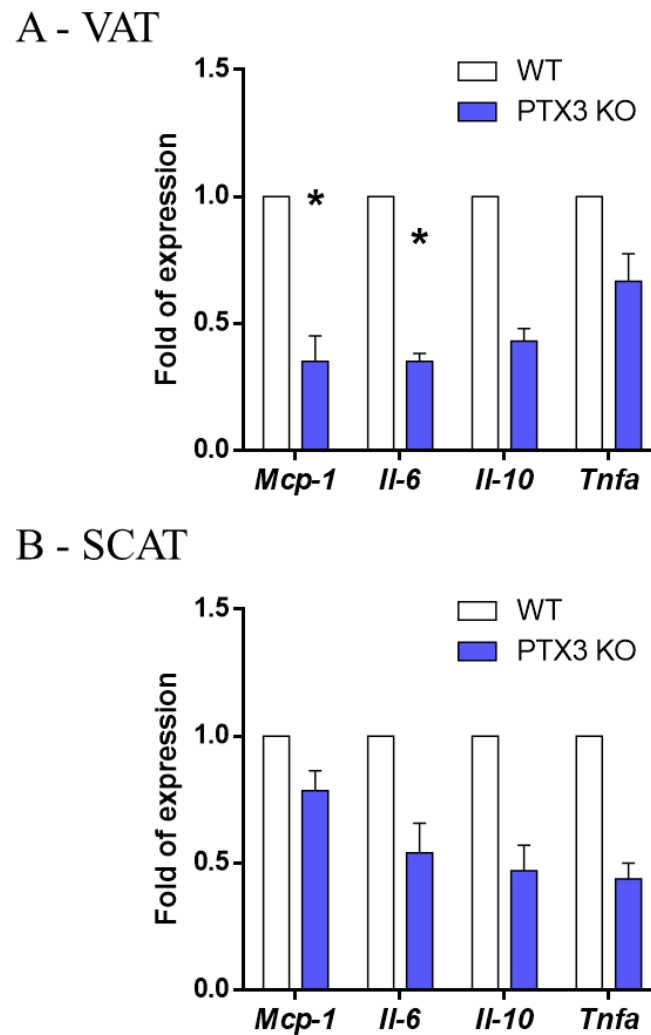 A - VAT
1.5
1.0
0.5
0.0
Fold of expression
WT
PTX3 KO
*
*
Mcp-1 Il-6 Il-10 Tnfa
B - SCAT
1.5
1.0
0.5
0.0
Fold of expression
WT
PTX3 KO
Mcp-1 Il-6 Il-10 Tnfa